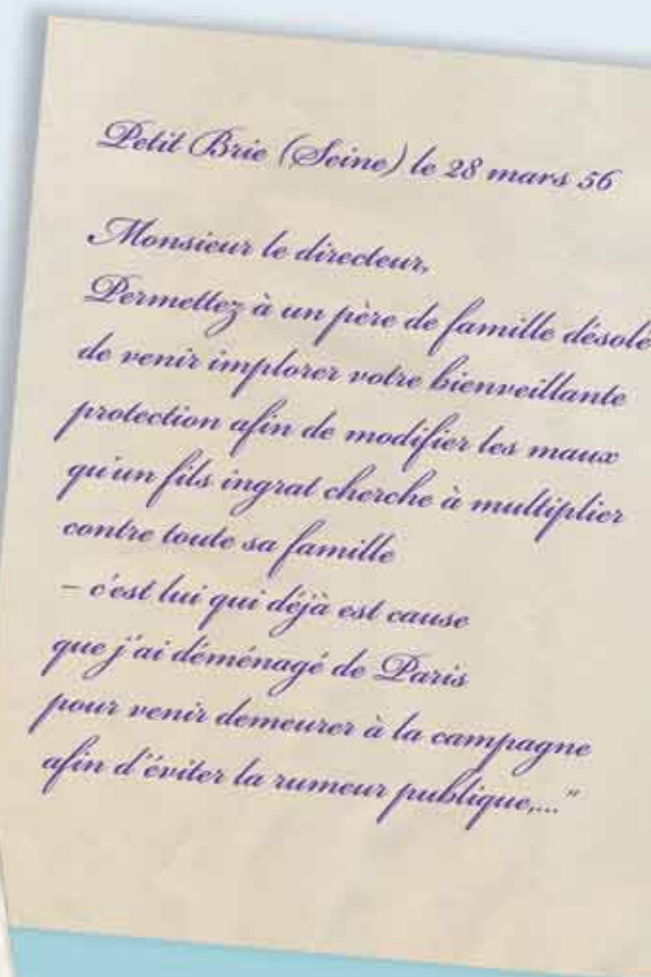 Petit Brie (Seine) le 28 mars 56
Monsieur le directeur,
Permettez à un père de famille désolé
de venir implorer votre bienveillante
protection afin de modifier les maux
qu'un fils ingrat cherche à multiplier
contre toute sa famille
– c'est lui qui déjà est cause
que j'ai déménagé de Paris
pour venir demeurer à la campagne
afin d'éviter la rumeur publique,..."